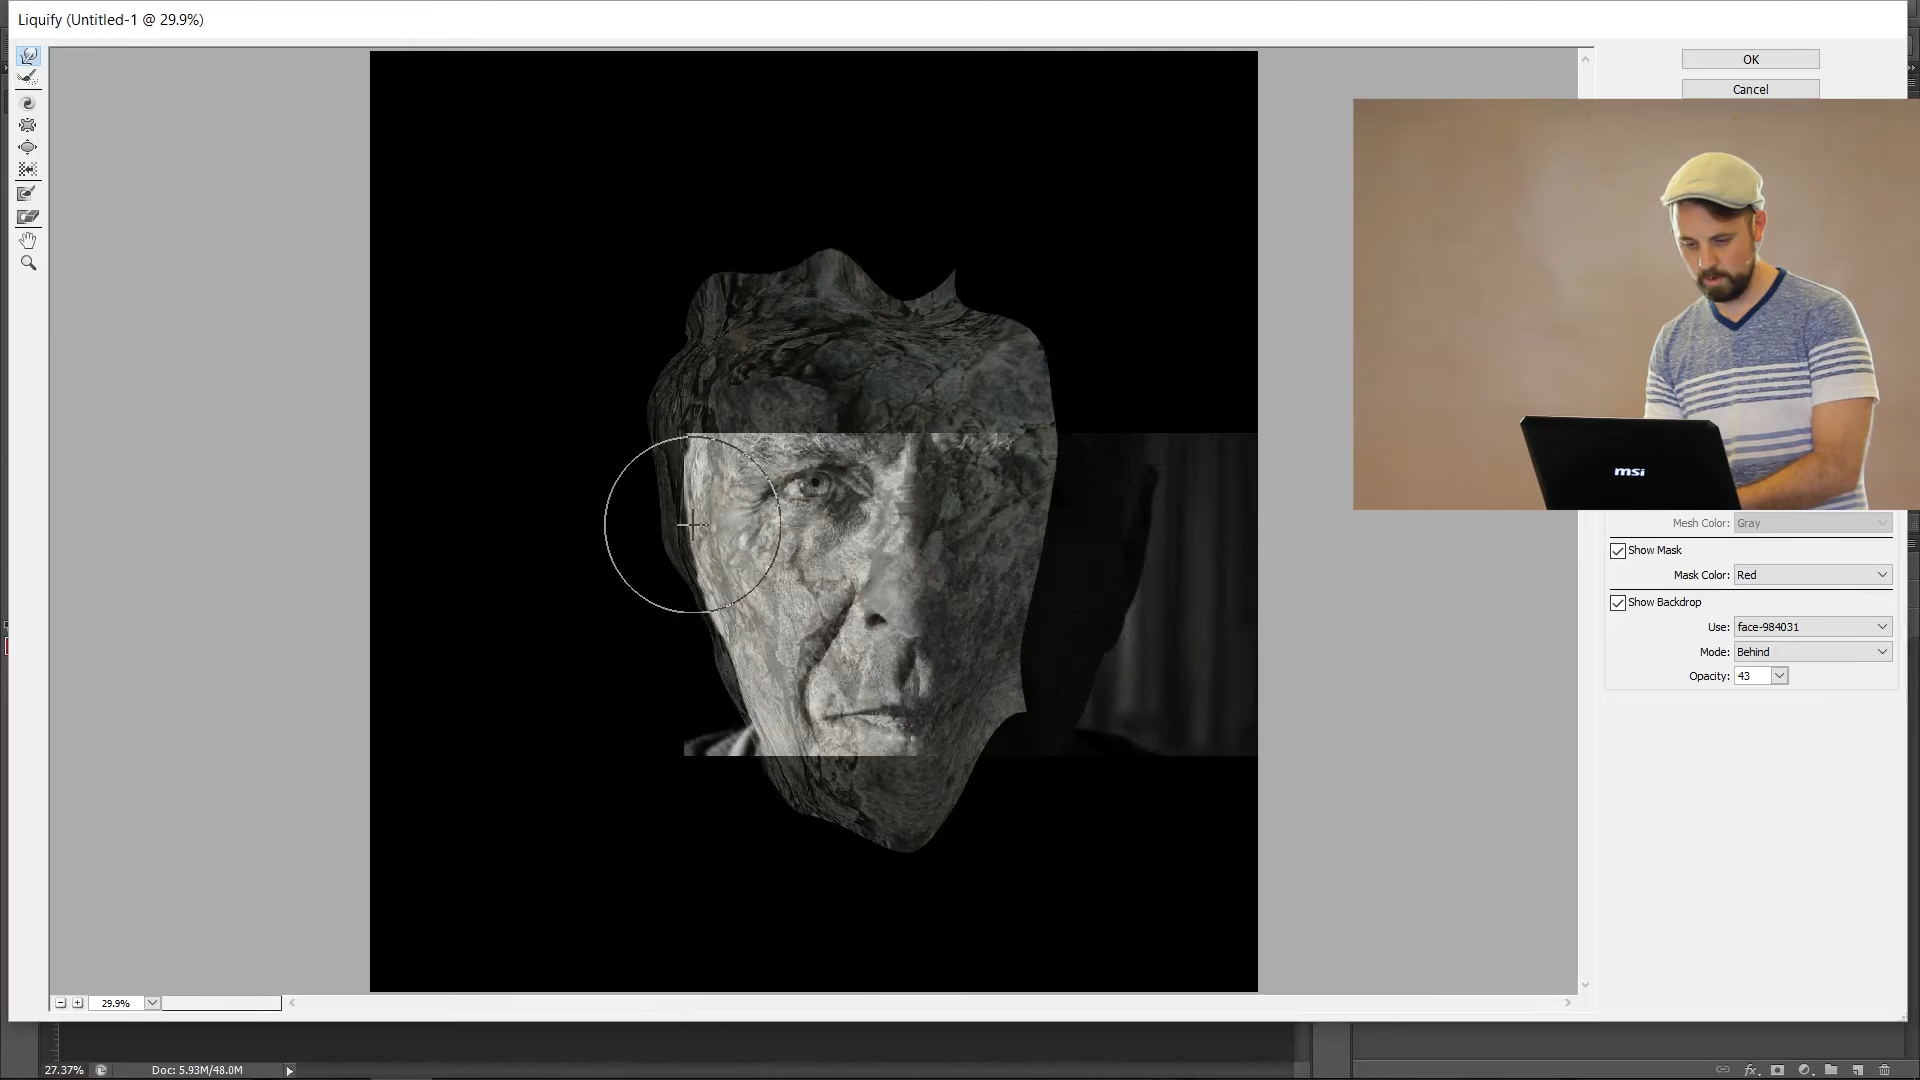 Liquify (Untitled-1 @ 29.9%)
OK
Cancel
msi
Mesh Color: Gray
Show Mask
Mask Color: Red
Show Backdrop
Use: face-984031
Mode: Behind
Opacity: 43
29.9%
27.37%
Doc: 5.93M/48.0M
fx